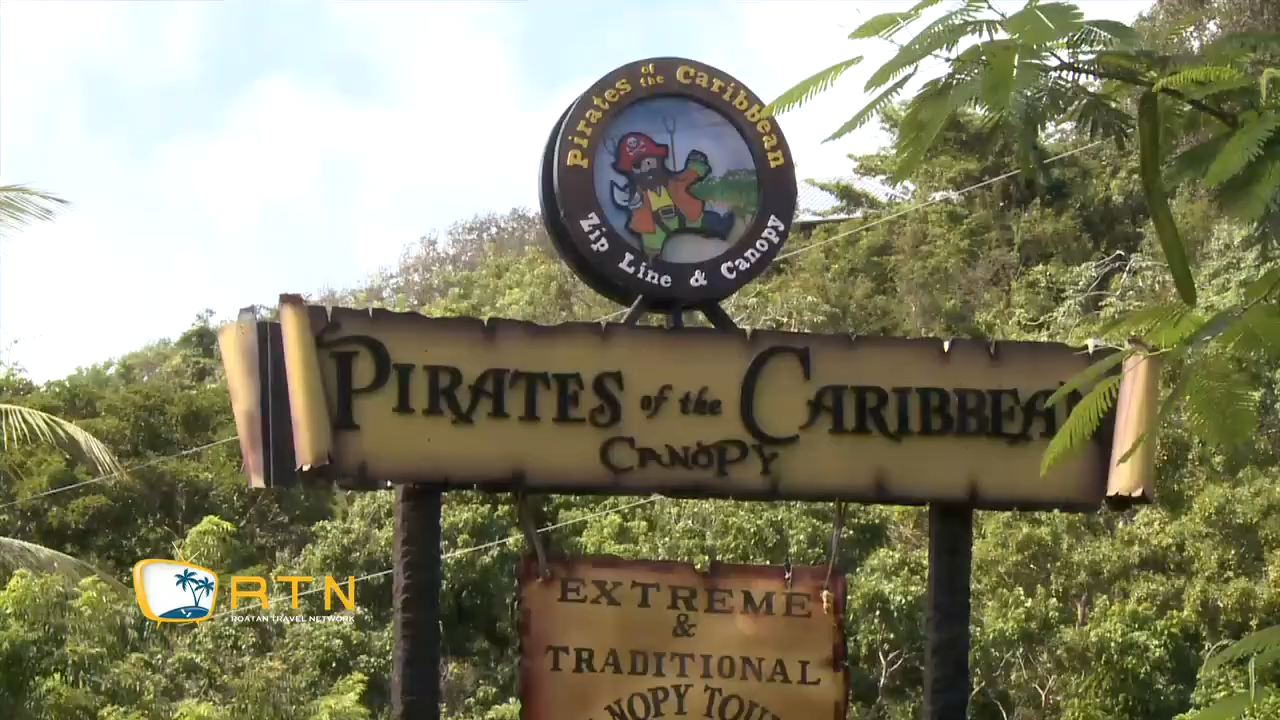 Pirates of the Caribbean
Zip Line & Canopy
PIRATES of the CARIBBEAN
CANOPY
EXTREME
&
TRADITIONAL
RTN
ROATAN TRAVEL NETWORK